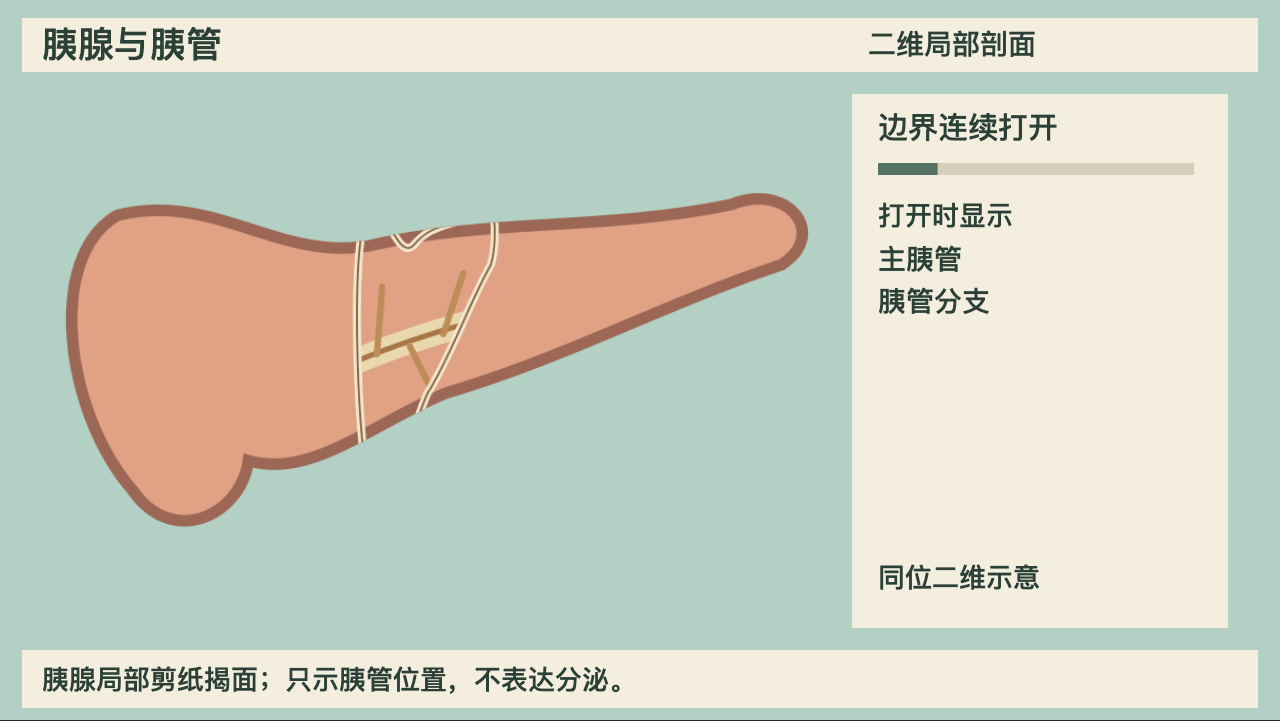 胰腺与胰管
二维局部剖面
边界连续打开
打开时显示
主胰管
胰管分支
同位二维示意
胰腺局部剪纸揭面；只示胰管位置，不表达分泌。